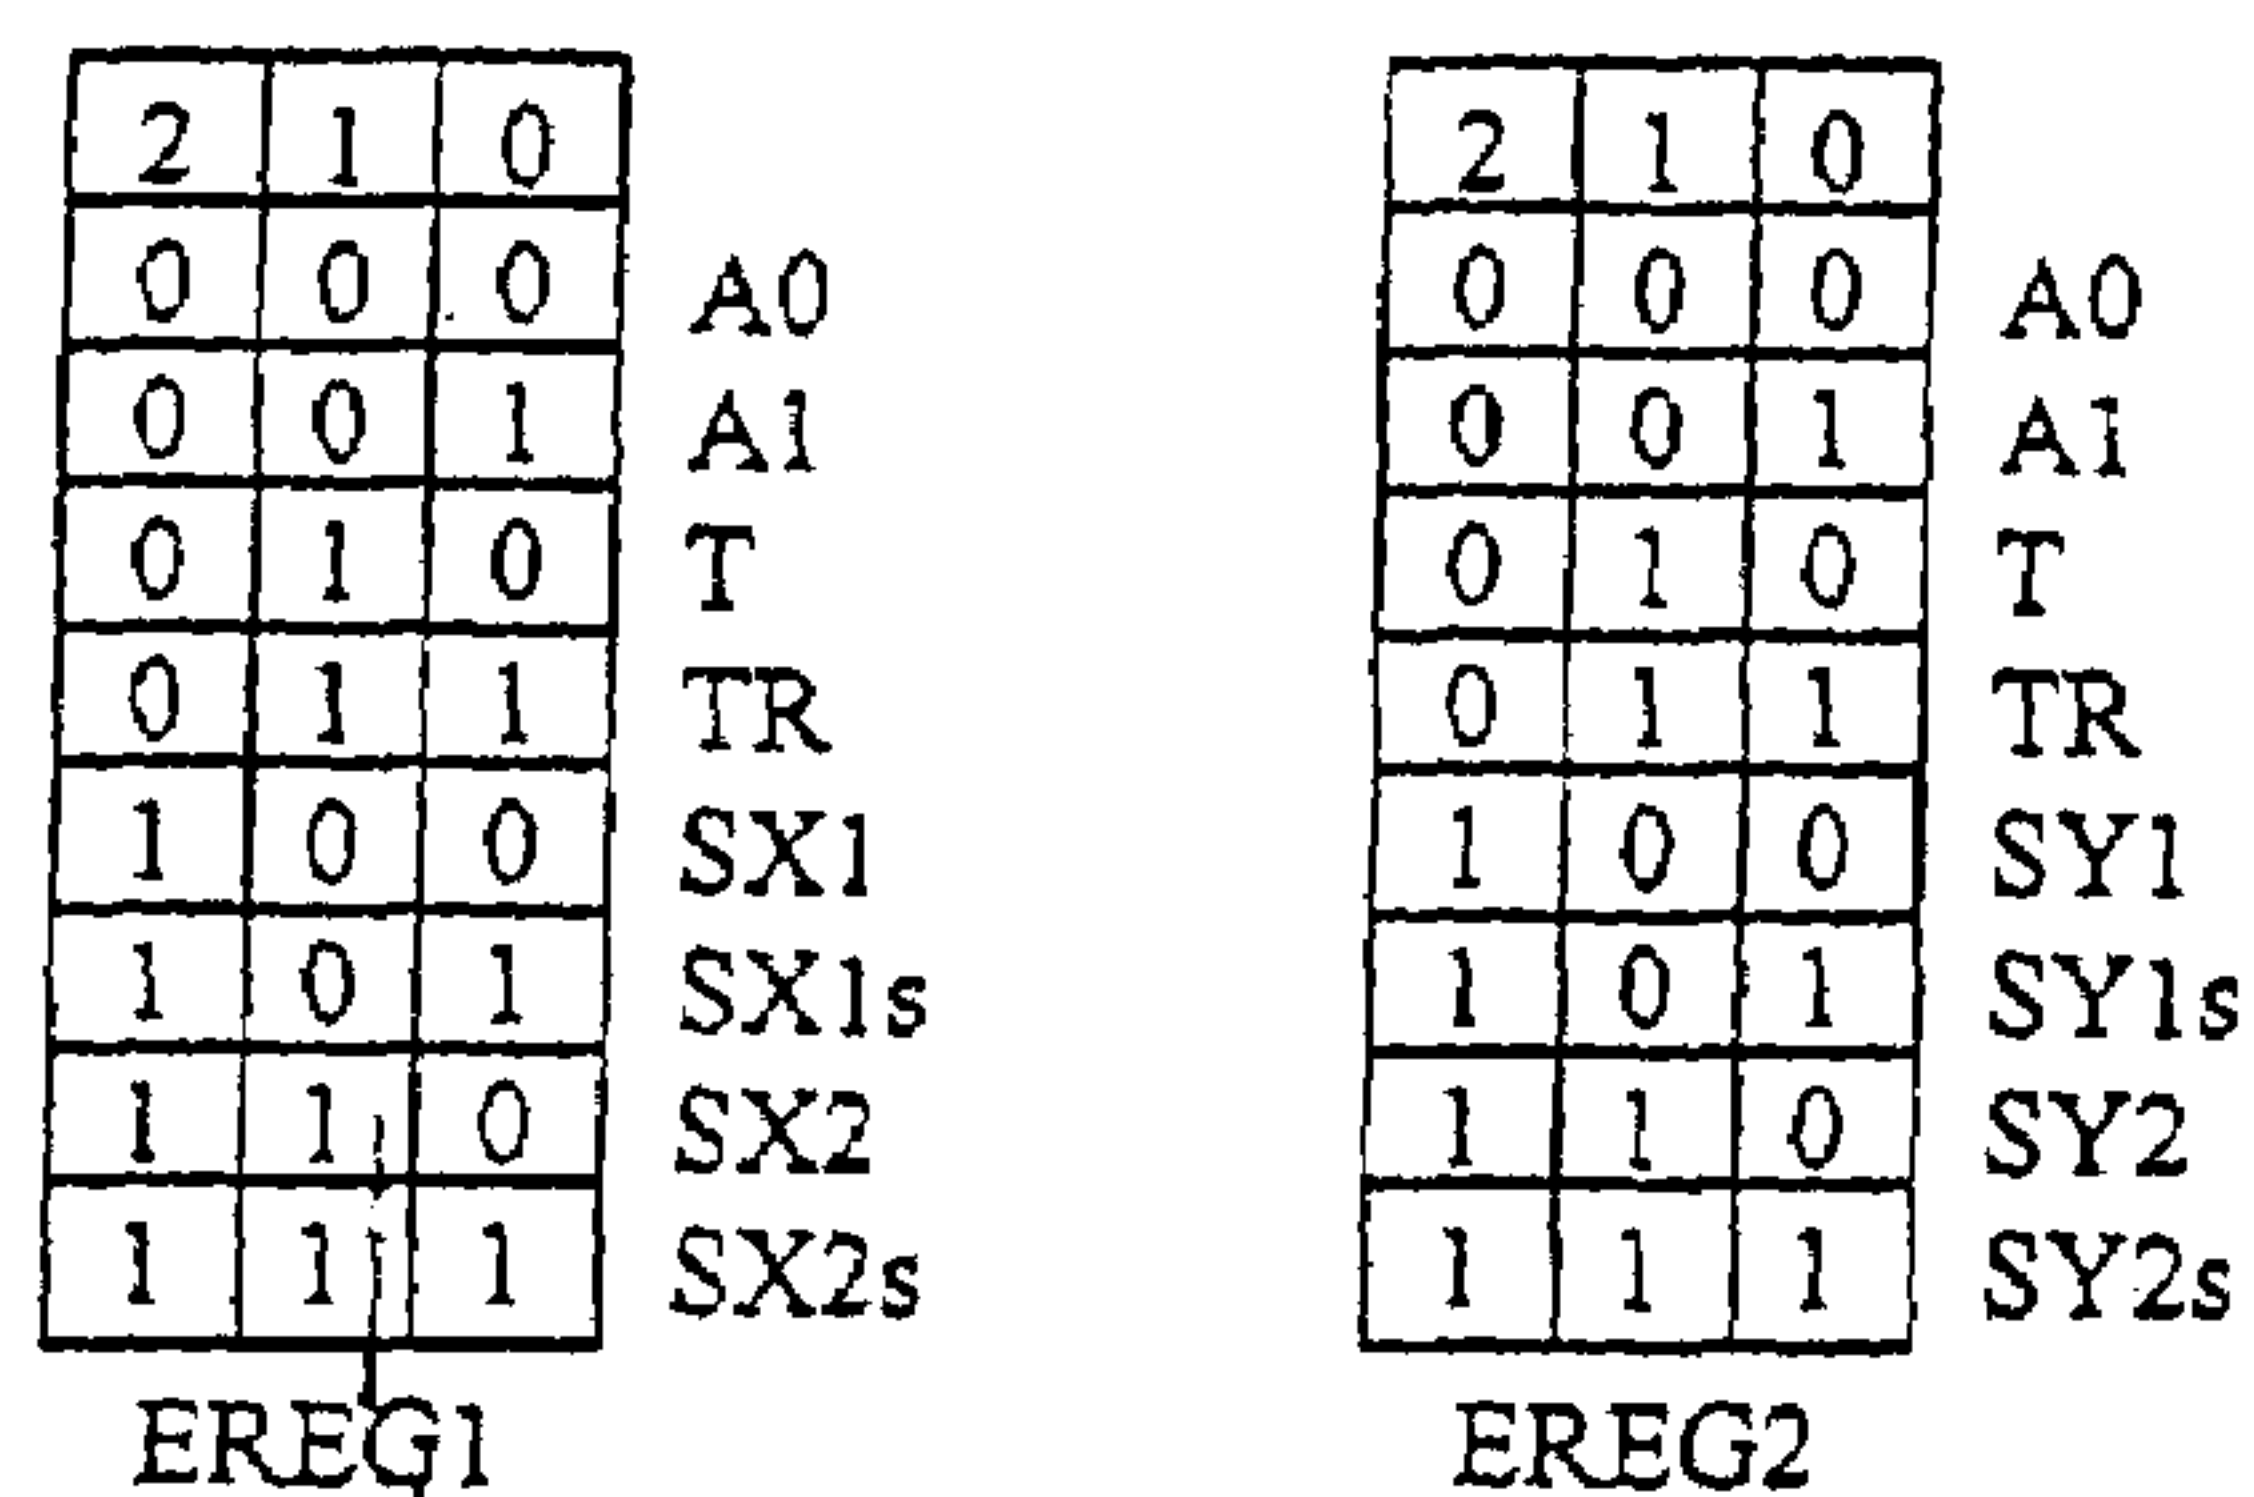 2 1 0 2 1 0
0 0 0 A0 0 0 0 A0
0 0 1 A1 0 0 1 A1
0 1 0 T 0 1 0 T
0 1 1 TR 0 1 1 TR
1 0 0 SX1 1 0 0 SY1
1 0 1 SX1s 1 0 1 SY1s
1 1 0 SX2 1 1 0 SY2
1 1 1 SX2s 1 1 1 SY2s
EREG1 EREG2